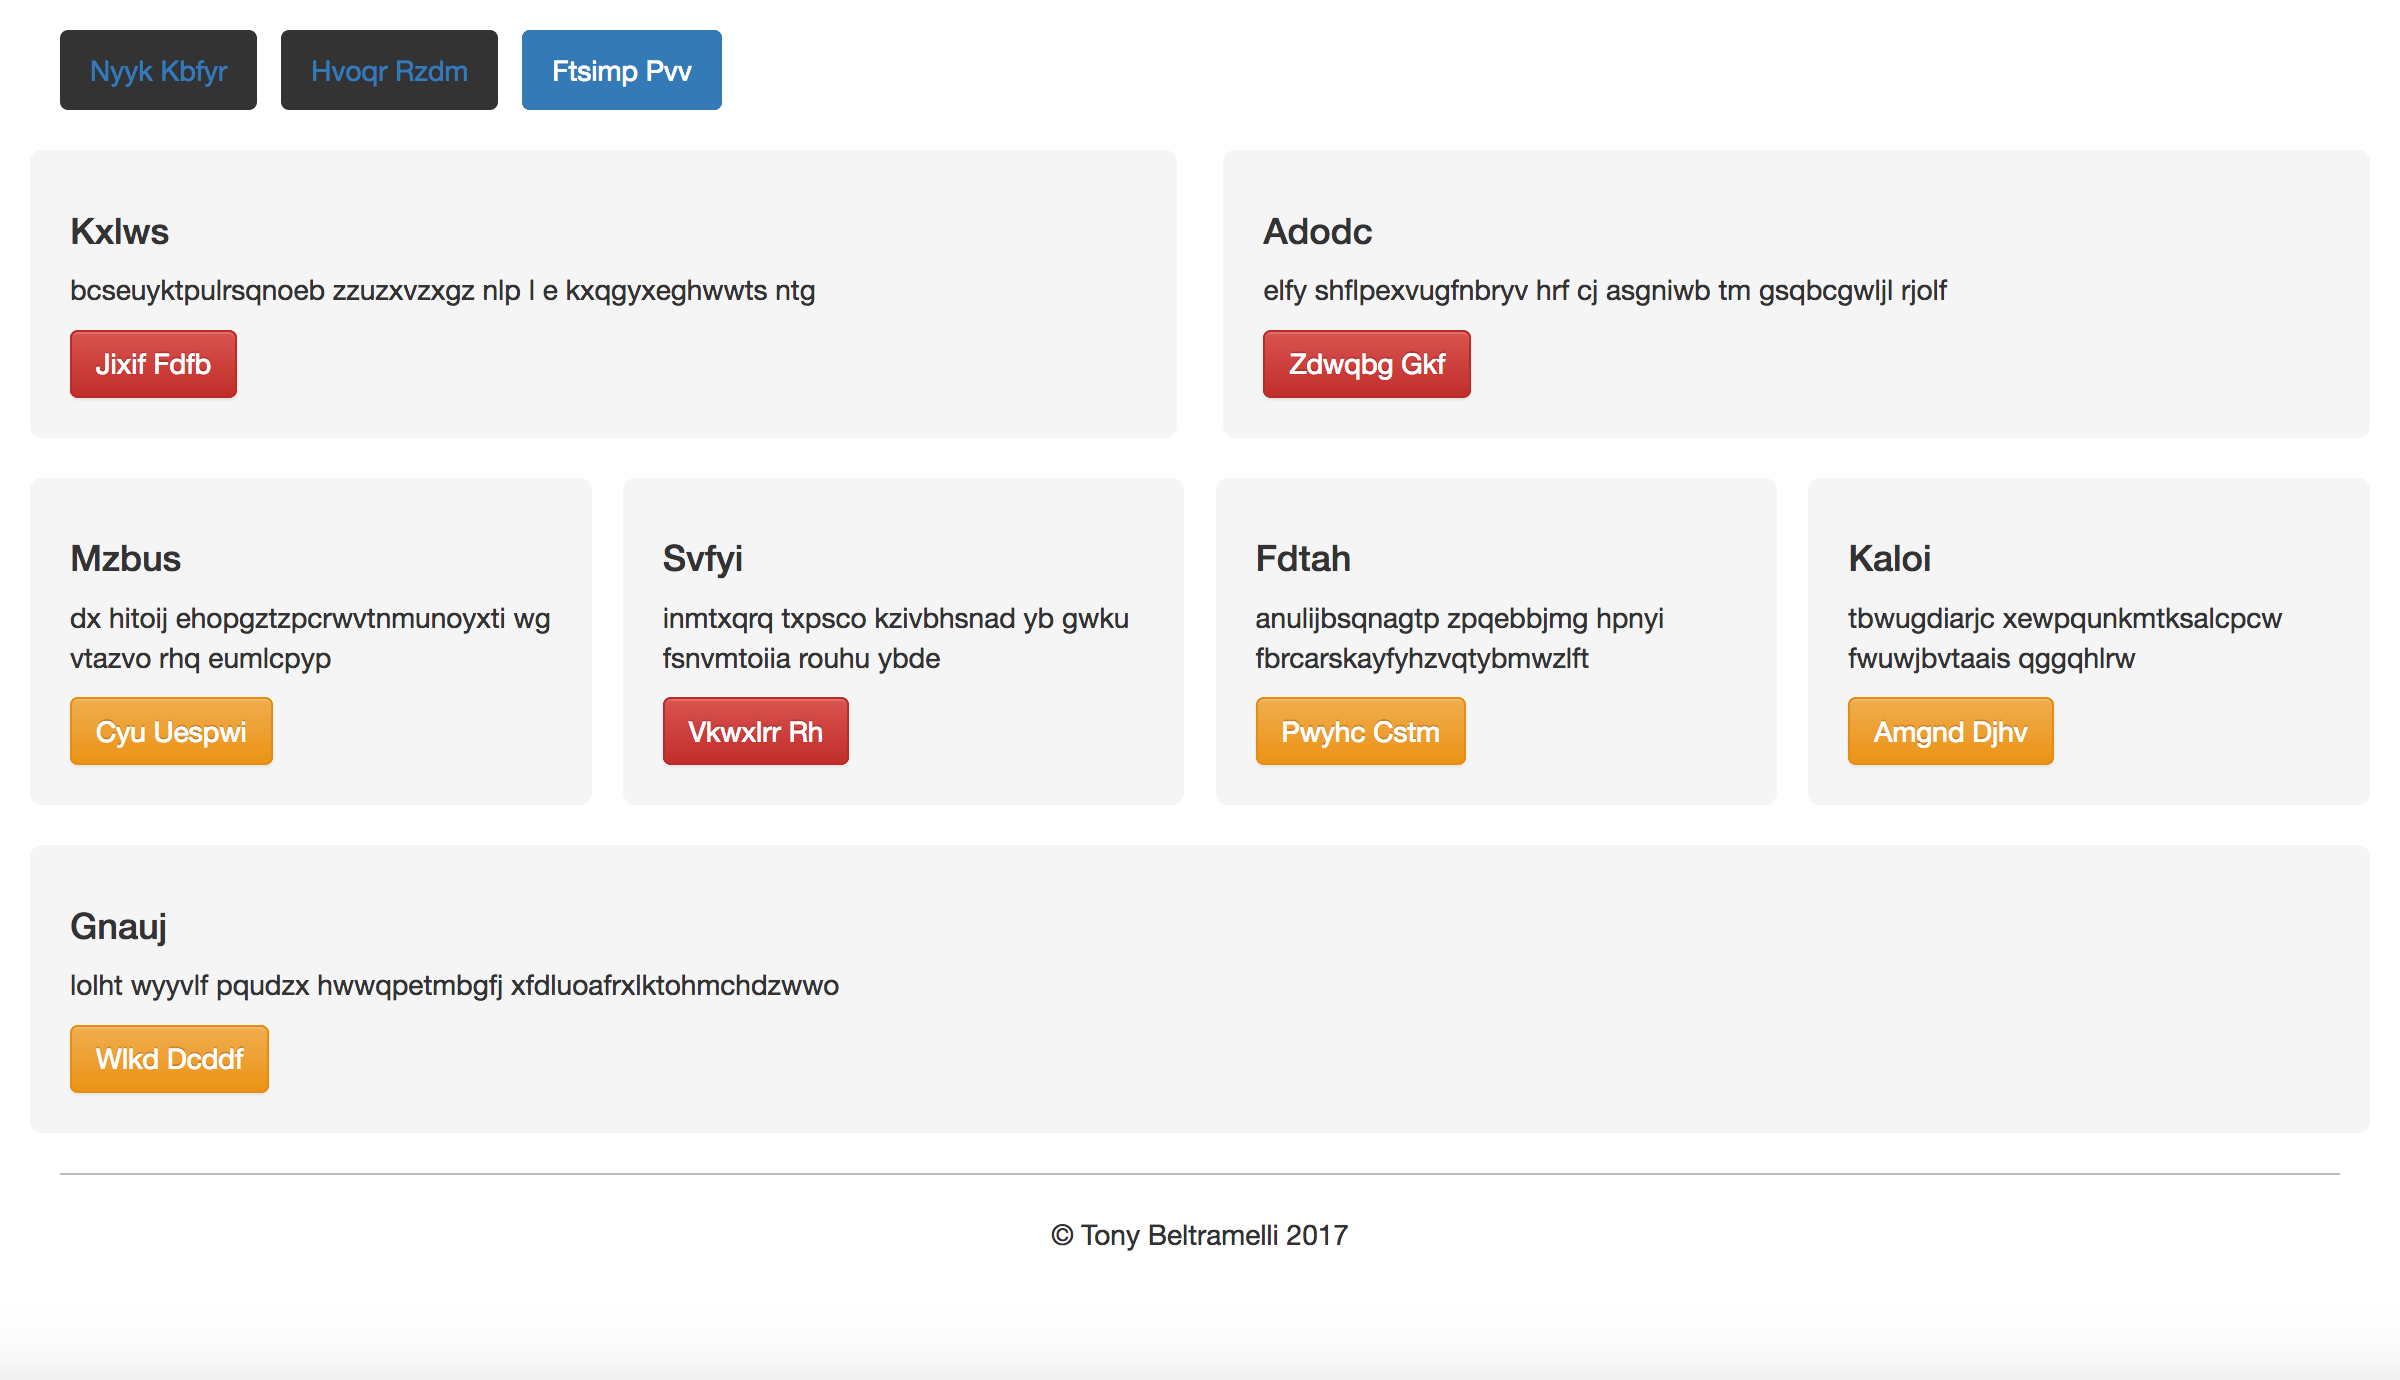 Nyyk Kbfyr Hvoqr Rzdm Ftsimp Pvv
Kxlws
bcseuyktpulrsqnoeb zzuzxvzxgz nlp l e kxqgyxeghwwts ntg
Jixif Fdfb
Adodc
elfy shflpexvugfnbryv hrf cj asgniwb tm gsqbcgwljl rjolf
Zdwqbg Gkf
Mzbus
dx hitoij ehopgztzpcrwvtnmunoyxti wg
vtazvo rhq eumlcpyp
Cyu Uespwi
Svfyi
inmtxqrq txpsco kzivbhsnad yb gwku
fsnvmtoiia rouhu ybde
Vkwxlrr Rh
Fdtah
anulijbsqnagtp zpqebbjmg hpnyi
fbrcarskayfyhzvqtybmwzlft
Pwyhc Cstm
Kaloi
tbwugdiarjc xewpqunkmtksalcpcw
fwuwjbvtaais qggqhlrw
Amgnd Djhv
Gnauj
lolht wyyvlf pqudzx hwwqpetmbgfj xfdluoafrxlktohmchdzwwo
Wlkd Dcddf
© Tony Beltramelli 2017